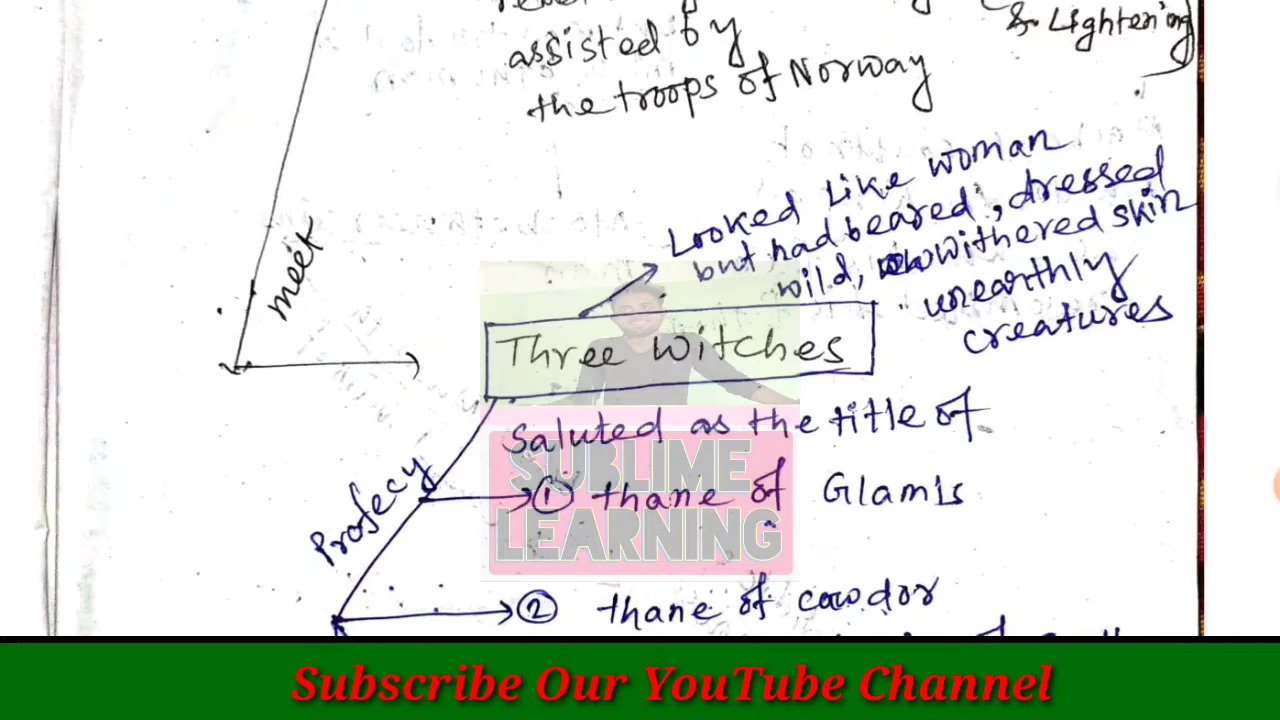 & Lightering
assisted by
the troops of Norway
meet
Looked Like woman
but had beared, dressed
wild, withered skin
unearthly
creatures
Three Witches
Saluted as the title of
Profecy
① thane of Glamis
② thane of cawdor
SUBLIME
LEARNING
Subscribe Our YouTube Channel